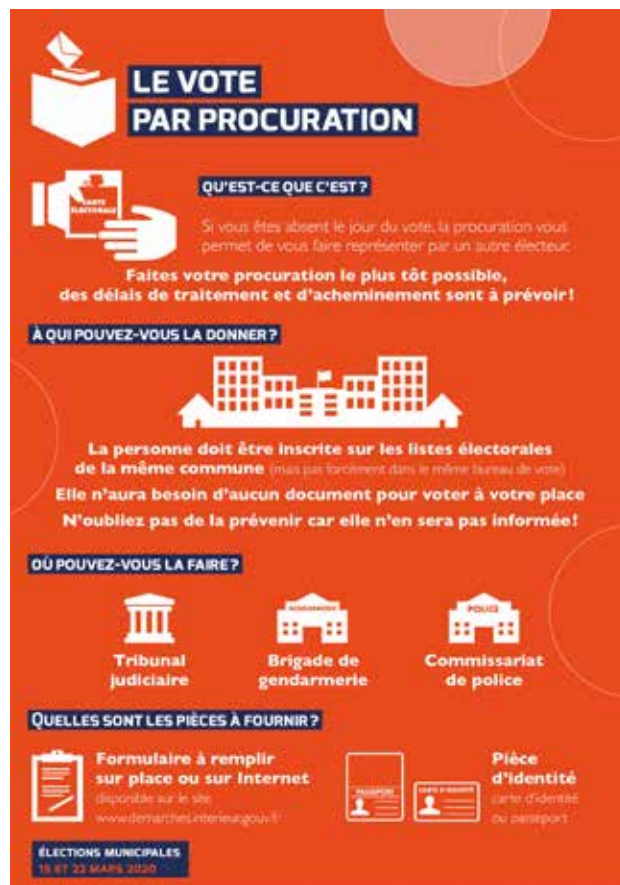 LE VOTE
PAR PROCURATION
QU'EST-CE QUE C'EST ?
CARTE
ÉLECTORALE
Si vous êtes absent le jour du vote, la procuration vous
permet de vous faire représenter par un autre électeur.
Faites votre procuration le plus tôt possible,
des délais de traitement et d'acheminement sont à prévoir !
À QUI POUVEZ-VOUS LA DONNER ?
La personne doit être inscrite sur les listes électorales
de la même commune (mais pas forcément dans le même bureau de vote)
Elle n'aura besoin d'aucun document pour voter à votre place
N'oubliez pas de la prévenir car elle n'en sera pas informée !
OÙ POUVEZ-VOUS LA FAIRE ?
GENDARMERIE
POLICE
Tribunal
judiciaire
Brigade de
gendarmerie
Commissariat
de police
QUELLES SONT LES PIÈCES À FOURNIR ?
Formulaire à remplir
sur place ou sur Internet
disponible sur le site
www.demarches.interieur.gouv.fr
PASSEPORT
CARTE D'IDENTITÉ
Pièce
d'identité
carte d'identité
ou passeport
ÉLECTIONS MUNICIPALES
15 ET 22 MARS 2020